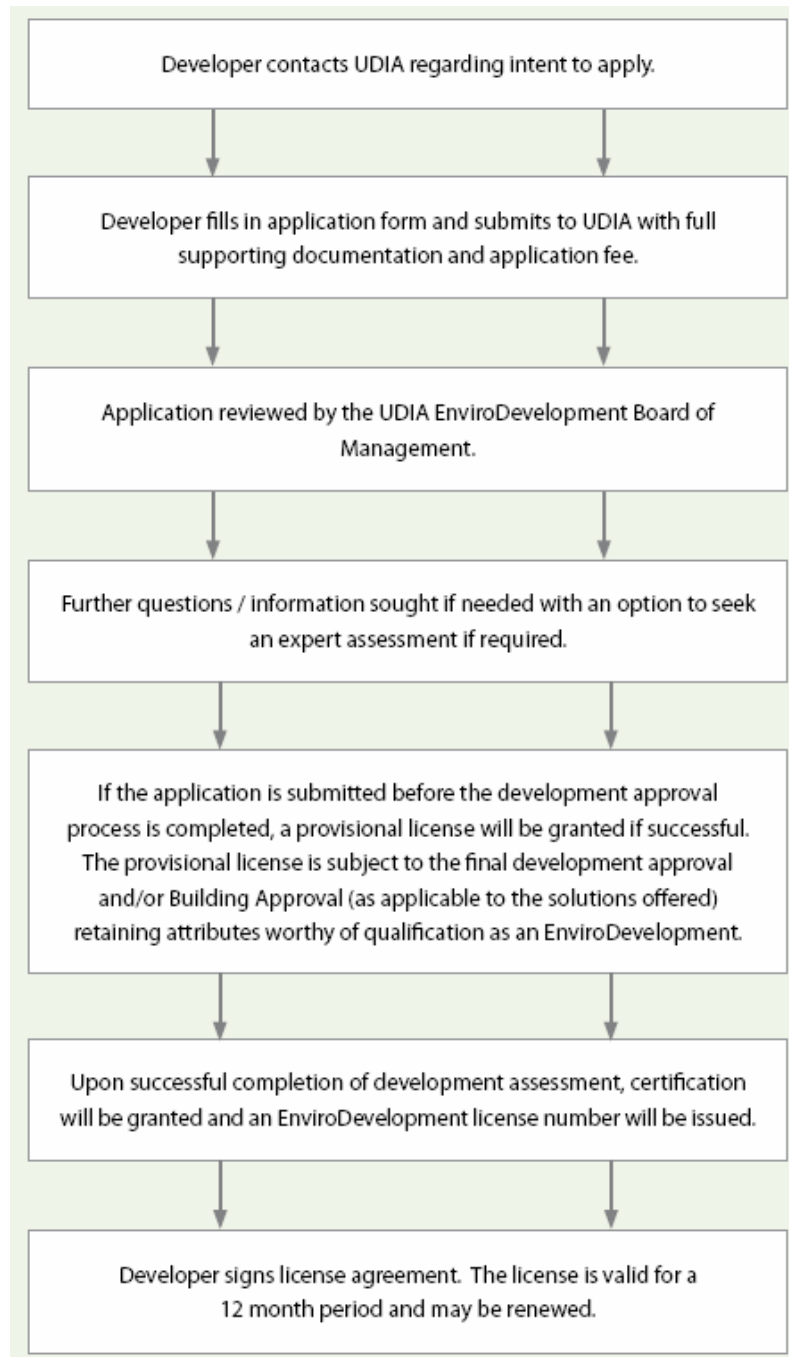 Developer contacts UDIA regarding intent to apply.
Developer fills in application form and submits to UDIA with full
supporting documentation and application fee.
Application reviewed by the UDIA EnviroDevelopment Board of
Management.
Further questions / information sought if needed with an option to seek
an expert assessment if required.
If the application is submitted before the development approval
process is completed, a provisional license will be granted if successful.
The provisional license is subject to the final development approval
and/or Building Approval (as applicable to the solutions offered)
retaining attributes worthy of qualification as an EnviroDevelopment.
Upon successful completion of development assessment, certification
will be granted and an EnviroDevelopment license number will be issued.
Developer signs license agreement. The license is valid for a
12 month period and may be renewed.